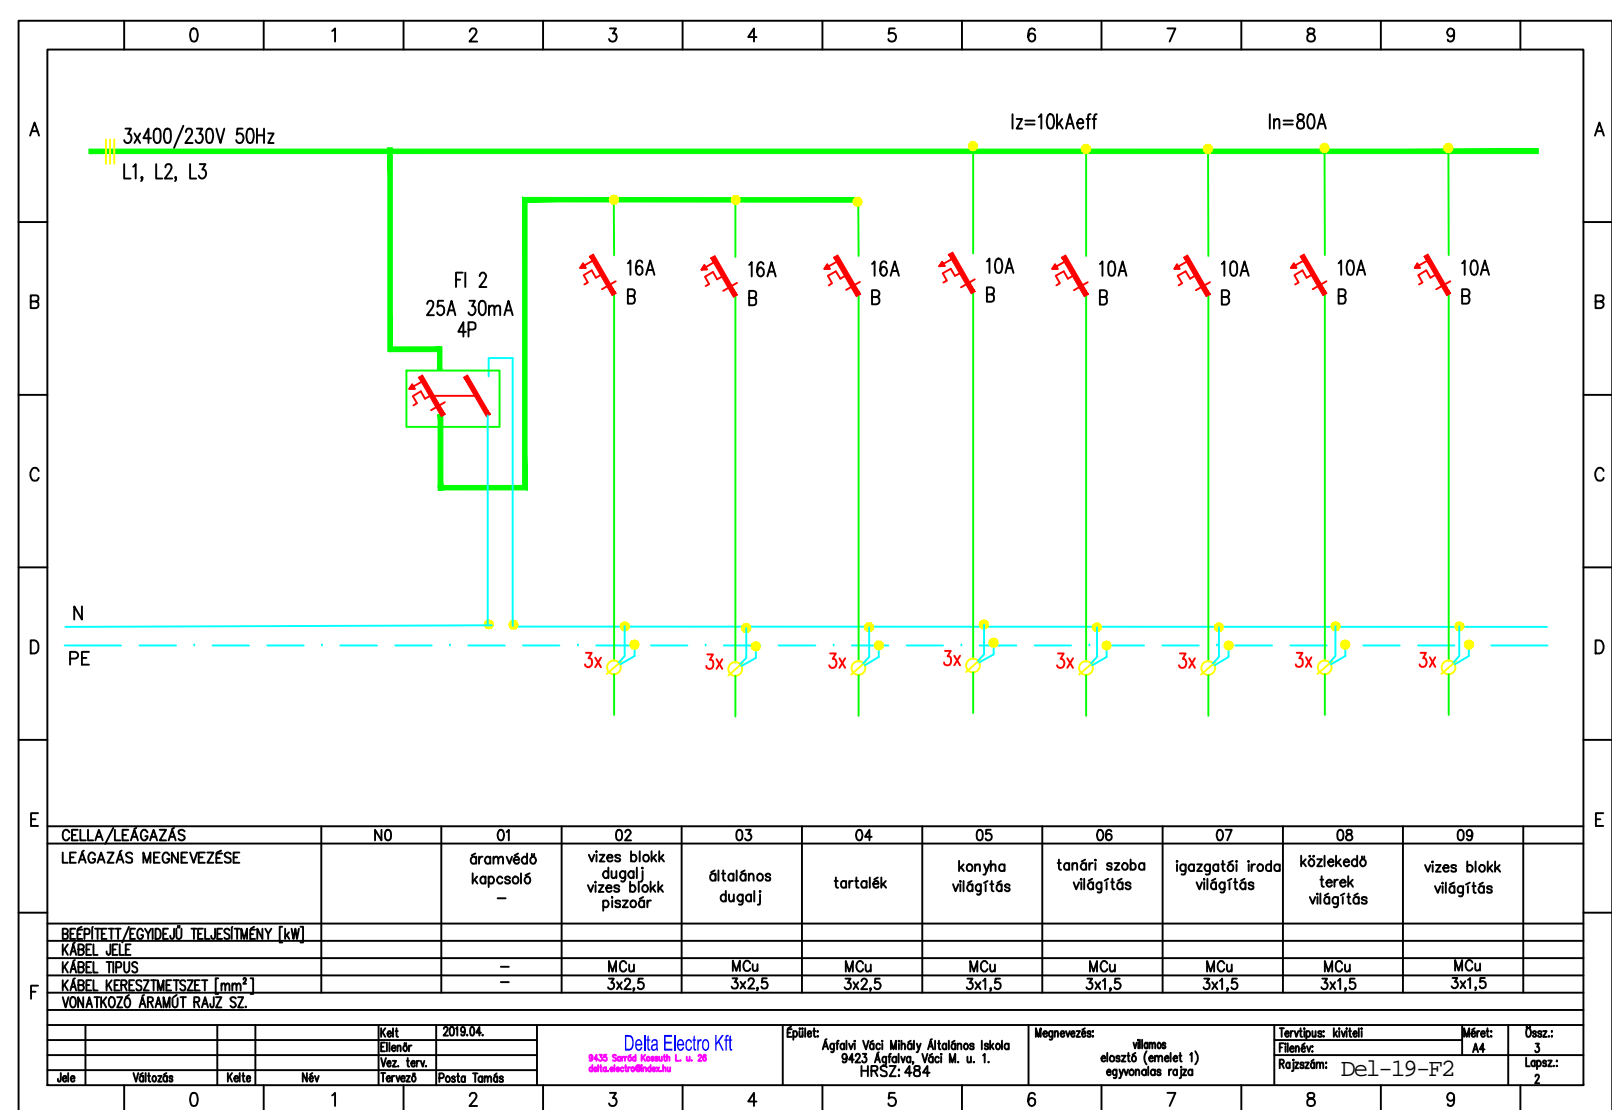 0 1 2 3 4 5 6 7 8 9
A A
3x400/230V 50Hz
Iz=10kAeff In=80A
L1, L2, L3
B B
FI 2
25A 30mA
4P
16A 16A 16A 10A 10A 10A 10A 10A
B B B B B B B B
C C
N
D D
PE
3x 3x 3x 3x 3x 3x 3x 3x
E E
CELLA/LEÁGAZÁS N0 01 02 03 04 05 06 07 08 09
LEÁGAZÁS MEGNEVEZÉSE
áramvédő
kapcsoló
–
vizes blokk
dugalj
vizes blokk
piszoár
általános
dugalj
tartalék
konyha
világítás
tanári szoba
világítás
igazgatói iroda
világítás
közlekedő
terek
világítás
vizes blokk
világítás
BEÉPÍTETT/EGYIDEJŰ TELJESÍTMÉNY [kW]
KÁBEL JELE
KÁBEL TIPUS – MCu MCu MCu MCu MCu MCu MCu MCu
F KÁBEL KERESZTMETSZET [mm²] – 3x2,5 3x2,5 3x2,5 3x1,5 3x1,5 3x1,5 3x1,5 3x1,5 F
VONATKOZÓ ÁRAMÚT RAJZ SZ.
Jele Változás Kelte Név
Kelt 2019.04.
Ellenőr
Vez. terv.
Tervező Posta Tamás
Delta Electro Kft
9435 Sarród Kossuth L. u. 26
delta.electro@index.hu
Épület:
Ágfalvi Váci Mihály Általános Iskola
9423 Ágfalva, Váci M. u. 1.
HRSZ: 484
Megnevezés:
villamos
elosztó (emelet 1)
egyvonalas rajza
Tervtipus: kiviteli
Filenév:
Rajzszám: Del-19-F2
Méret:
A4
Össz.:
3
Lapsz.:
2
0 1 2 3 4 5 6 7 8 9